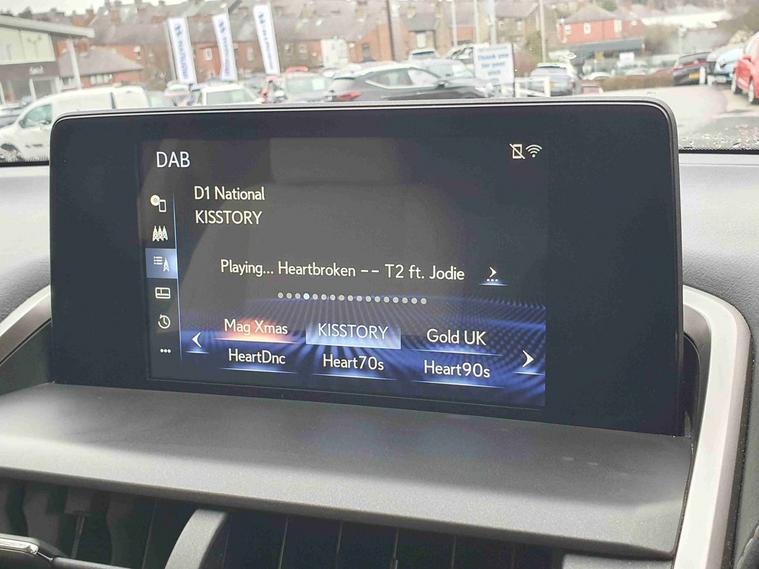 DAB
D1 National
KISSTORY
Playing... Heartbroken -- T2 ft. Jodie
Mag Xmas KISSTORY Gold UK
HeartDnc Heart70s Heart90s